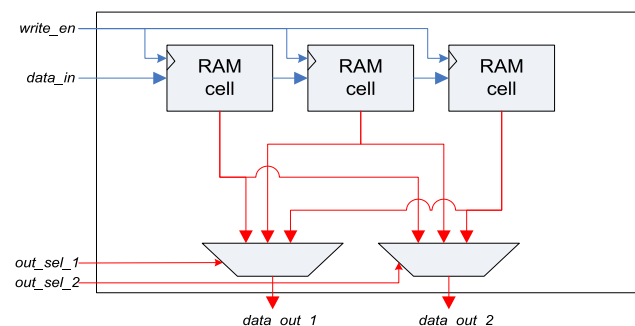 write_en
data_in
RAM
cell
RAM
cell
RAM
cell
out_sel_1
out_sel_2
data_out_1
data_out_2